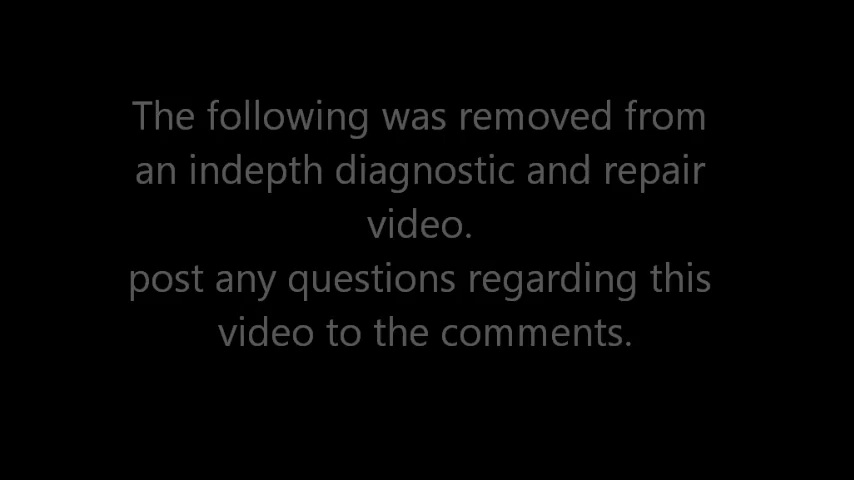 The following was removed from
an indepth diagnostic and repair
video.
post any questions regarding this
video to the comments.